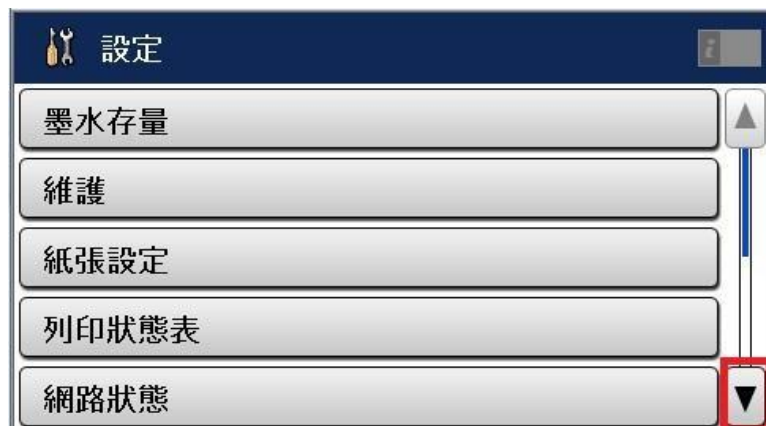 設定
i
墨水存量
維護
紙張設定
列印狀態表
網路狀態